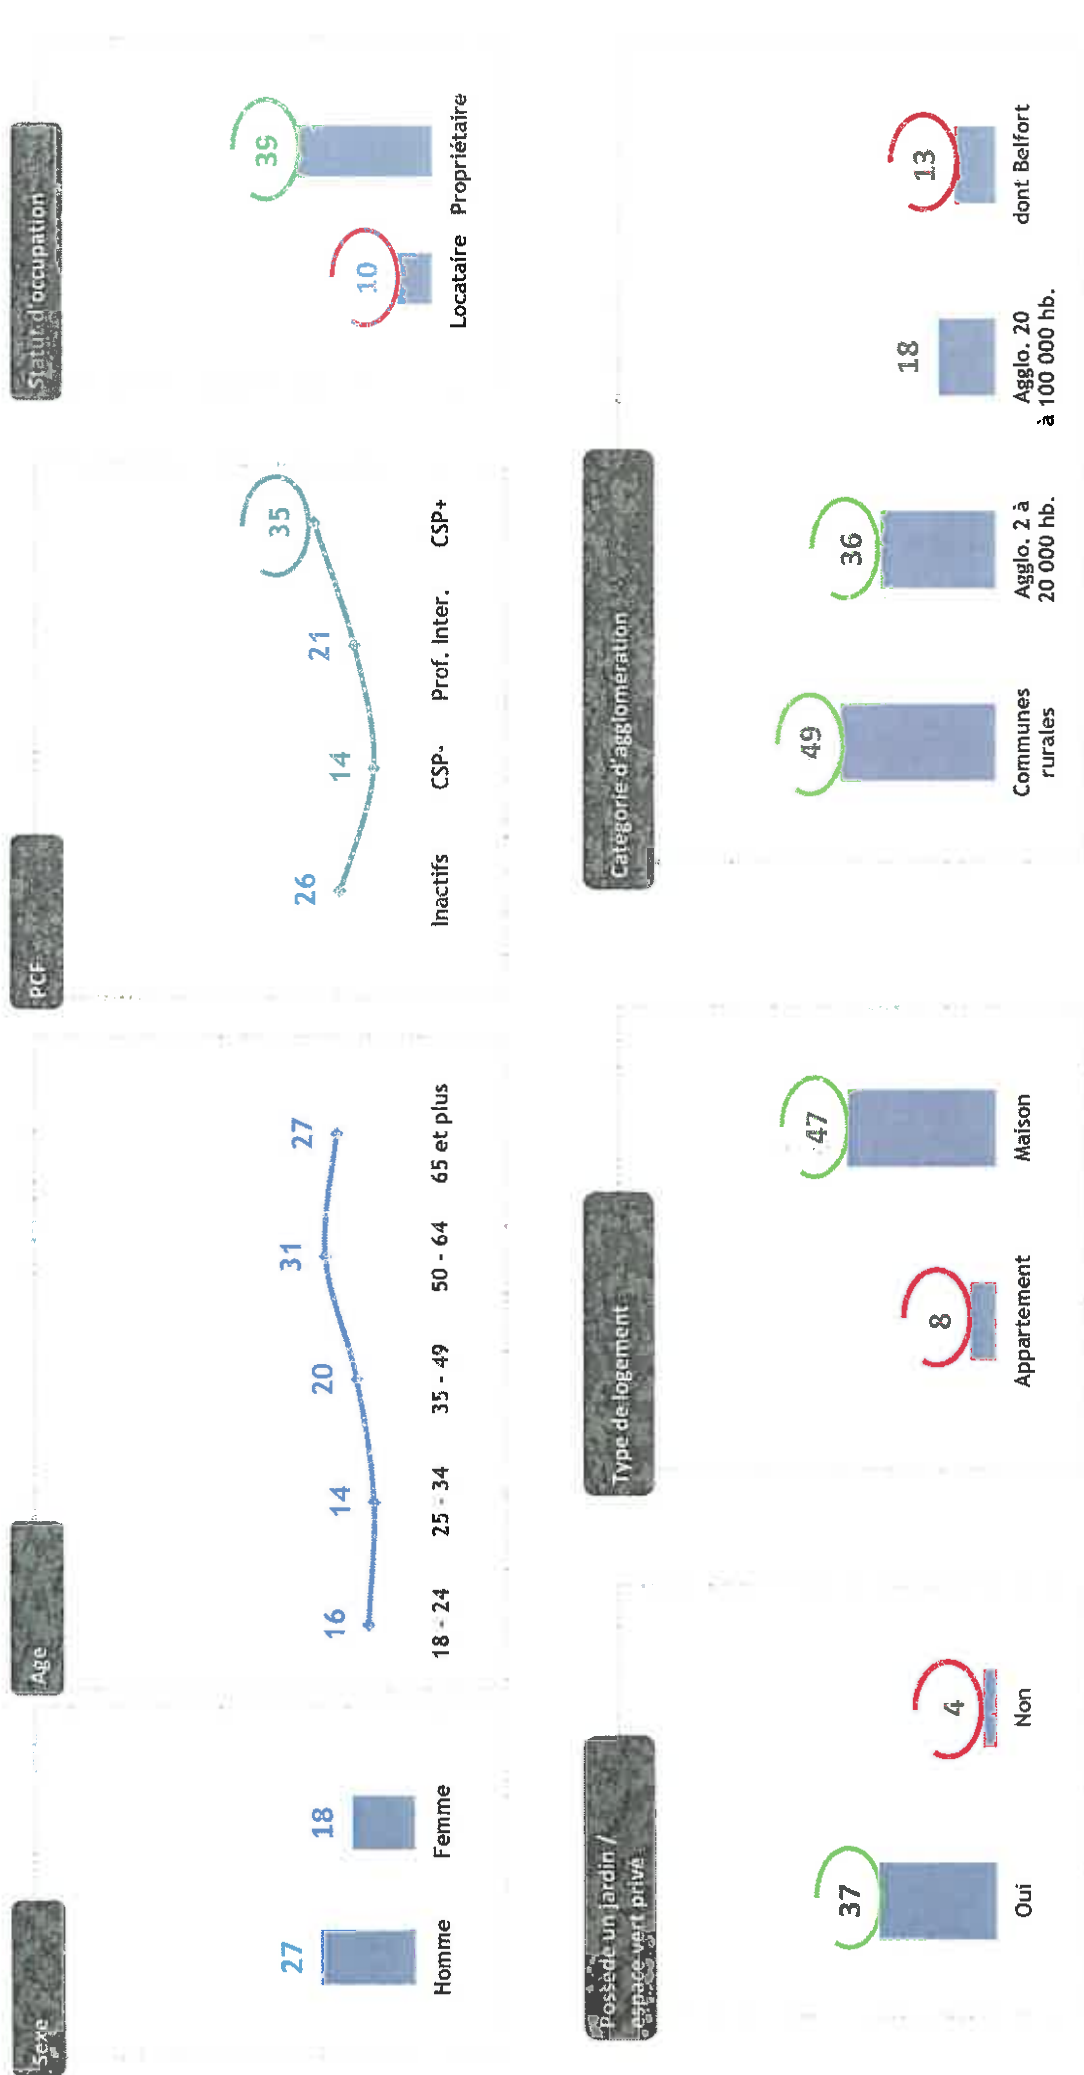 Sexe
27
18
Homme
Femme
Age
16
14
20
31
27
18 - 24
25 - 34
35 - 49
50 - 64
65 et plus
PCF
26
14
21
35
Inactifs
CSP-
Prof. Inter.
CSP+
Statut d'occupation
10
39
Locataire
Propriétaire
Possède un jardin /
espace vert privé
37
4
Oui
Non
Type de logement
8
47
Appartement
Maison
Catégorie d'agglomération
49
36
18
13
Communes
rurales
Agglo. 2 à
20 000 hb.
Agglo. 20
à 100 000 hb.
dont Belfort